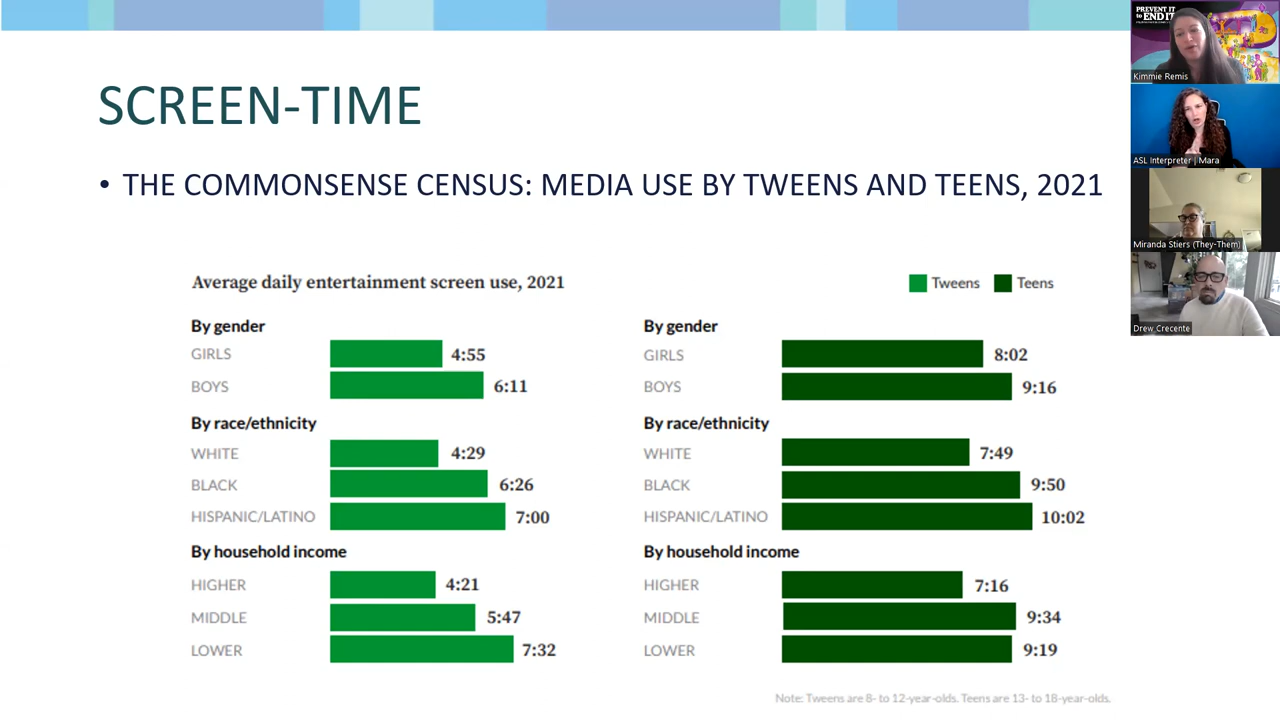 SCREEN-TIME
• THE COMMONSENSE CENSUS: MEDIA USE BY TWEENS AND TEENS, 2021
Average daily entertainment screen use, 2021
Tweens Teens
By gender
GIRLS 4:55
BOYS 6:11
By race/ethnicity
WHITE 4:29
BLACK 6:26
HISPANIC/LATINO 7:00
By household income
HIGHER 4:21
MIDDLE 5:47
LOWER 7:32
By gender
GIRLS 8:02
BOYS 9:16
By race/ethnicity
WHITE 7:49
BLACK 9:50
HISPANIC/LATINO 10:02
By household income
HIGHER 7:16
MIDDLE 9:34
LOWER 9:19
Note: Tweens are 8- to 12-year-olds. Teens are 13- to 18-year-olds.
PREVENT IT
to END IT
Kimmie Remis
ASL Interpreter | Mara
Miranda Stiers (They-Them)
Drew Crecente